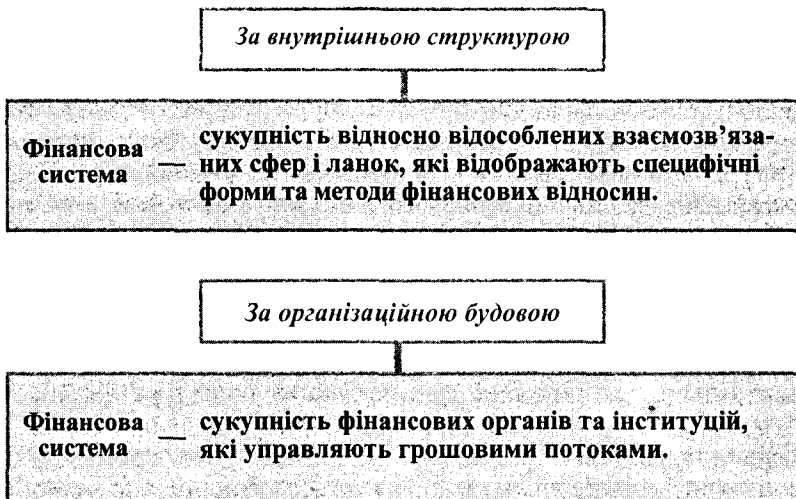 За внутрішньою структурою
Фінансова система — сукупність відносно відособлених взаємозв’яза-
них сфер і ланок, які відображають специфічні
форми та методи фінансових відносин.
За організаційною будовою
Фінансова система — сукупність фінансових органів та інституцій,
які управляють грошовими потоками.